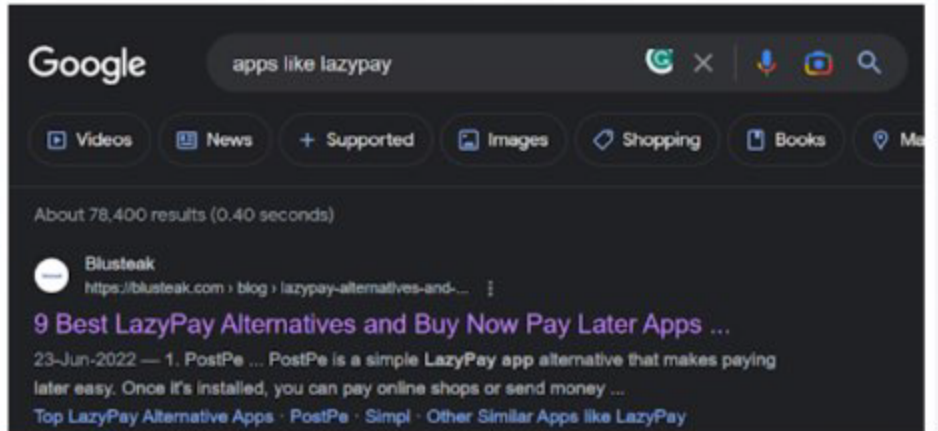 Google apps like lazypay
Videos News + Supported Images Shopping Books Ma
About 78,400 results (0.40 seconds)
Blusteak
https://blusteak.com › blog › lazypay-alternatives-and-...
9 Best LazyPay Alternatives and Buy Now Pay Later Apps ...
23-Jun-2022 — 1. PostPe ... PostPe is a simple LazyPay app alternative that makes paying
later easy. Once it's installed, you can pay online shops or send money ...
Top LazyPay Alternative Apps · PostPe · Simpl · Other Similar Apps like LazyPay